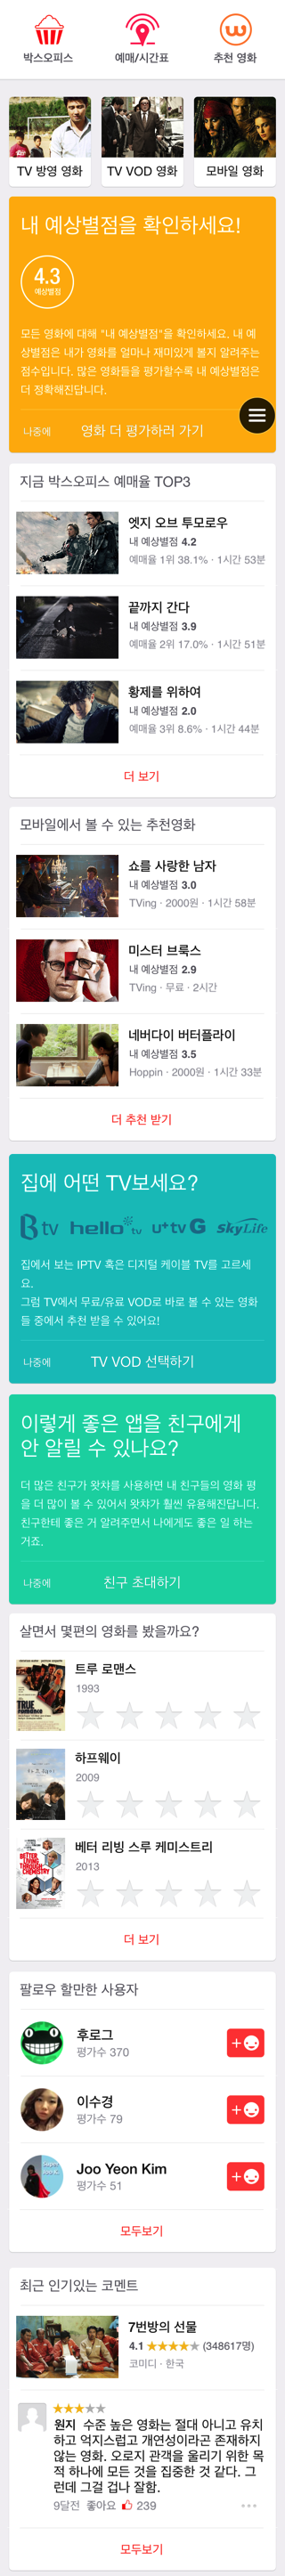 박스오피스
예매/시간표
추천 영화
TV 방영 영화
TV VOD 영화
모바일 영화
내 예상별점을 확인하세요!
4.3
예상별점
모든 영화에 대해 "내 예상별점"을 확인하세요. 내 예
상별점은 내가 영화를 얼마나 재미있게 볼지 알려주는
점수입니다. 많은 영화들을 평가할수록 내 예상별점은
더 정확해진답니다.
나중에
영화 더 평가하러 가기
지금 박스오피스 예매율 TOP3
엣지 오브 투모로우
내 예상별점 4.2
예매율 1위 38.1% · 1시간 53분
끝까지 간다
내 예상별점 3.9
예매율 2위 17.0% · 1시간 51분
황제를 위하여
내 예상별점 2.0
예매율 3위 8.6% · 1시간 44분
더 보기
모바일에서 볼 수 있는 추천영화
쇼를 사랑한 남자
내 예상별점 3.0
TVing · 2000원 · 1시간 58분
미스터 브룩스
내 예상별점 2.9
TVing · 무료 · 2시간
네버다이 버터플라이
내 예상별점 3.5
Hoppin · 2000원 · 1시간 33분
더 추천 받기
집에 어떤 TV보세요?
B tv
hello tv
u+tv G
skyLife
집에서 보는 IPTV 혹은 디지털 케이블 TV를 고르세
요.
그럼 TV에서 무료/유료 VOD로 바로 볼 수 있는 영화
들 중에서 추천 받을 수 있어요!
나중에
TV VOD 선택하기
이렇게 좋은 앱을 친구에게
안 알릴 수 있나요?
더 많은 친구가 왓챠를 사용하면 내 친구들의 영화 평
을 더 많이 볼 수 있어서 왓챠가 훨씬 유용해진답니다.
친구한테 좋은 거 알려주면서 나에게도 좋은 일 하는
거죠.
나중에
친구 초대하기
살면서 몇편의 영화를 봤을까요?
트루 로맨스
1993
TRUE
ROMANCE
하프웨이
2009
베터 리빙 스루 케미스트리
2013
BETTER
LIVING
THROUGH
CHEMISTRY
더 보기
팔로우 할만한 사용자
후로그
평가수 370
이수경
평가수 79
Joo Yeon Kim
평가수 51
모두보기
최근 인기있는 코멘트
7번방의 선물
4.1 ★★★★★ (348617명)
코미디 · 한국
★★★★★
원지 수준 높은 영화는 절대 아니고 유치
하고 억지스럽고 개연성이라곤 존재하지
않는 영화. 오로지 관객을 울리기 위한 목
적 하나에 모든 것을 집중한 것 같다. 그
런데 그걸 겁나 잘함.
9달전 좋아요 239
모두보기